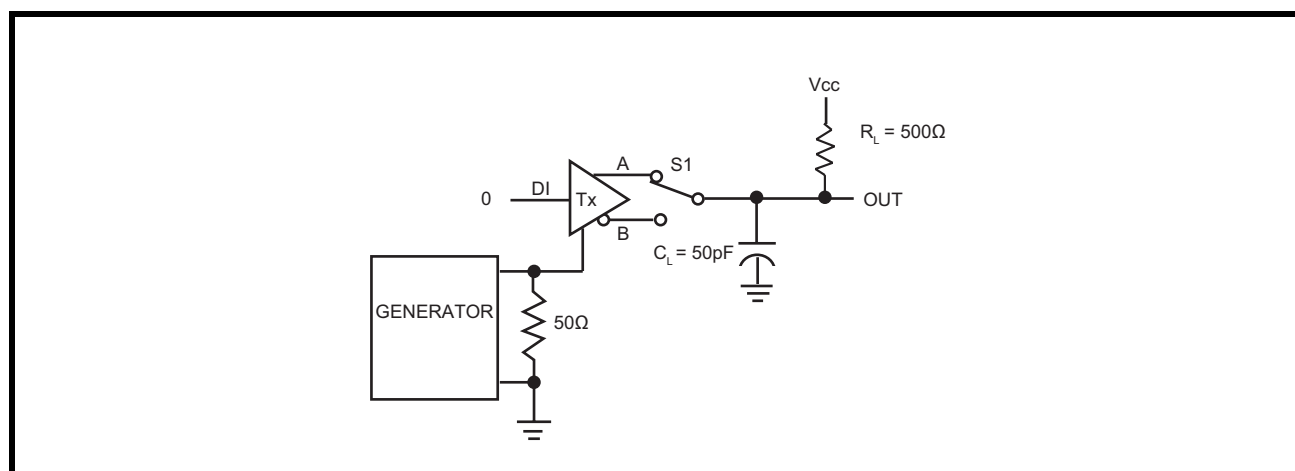 Vcc
R_L = 500Ω
A
S1
0
DI
Tx
OUT
B
C_L = 50pF
GENERATOR
50Ω